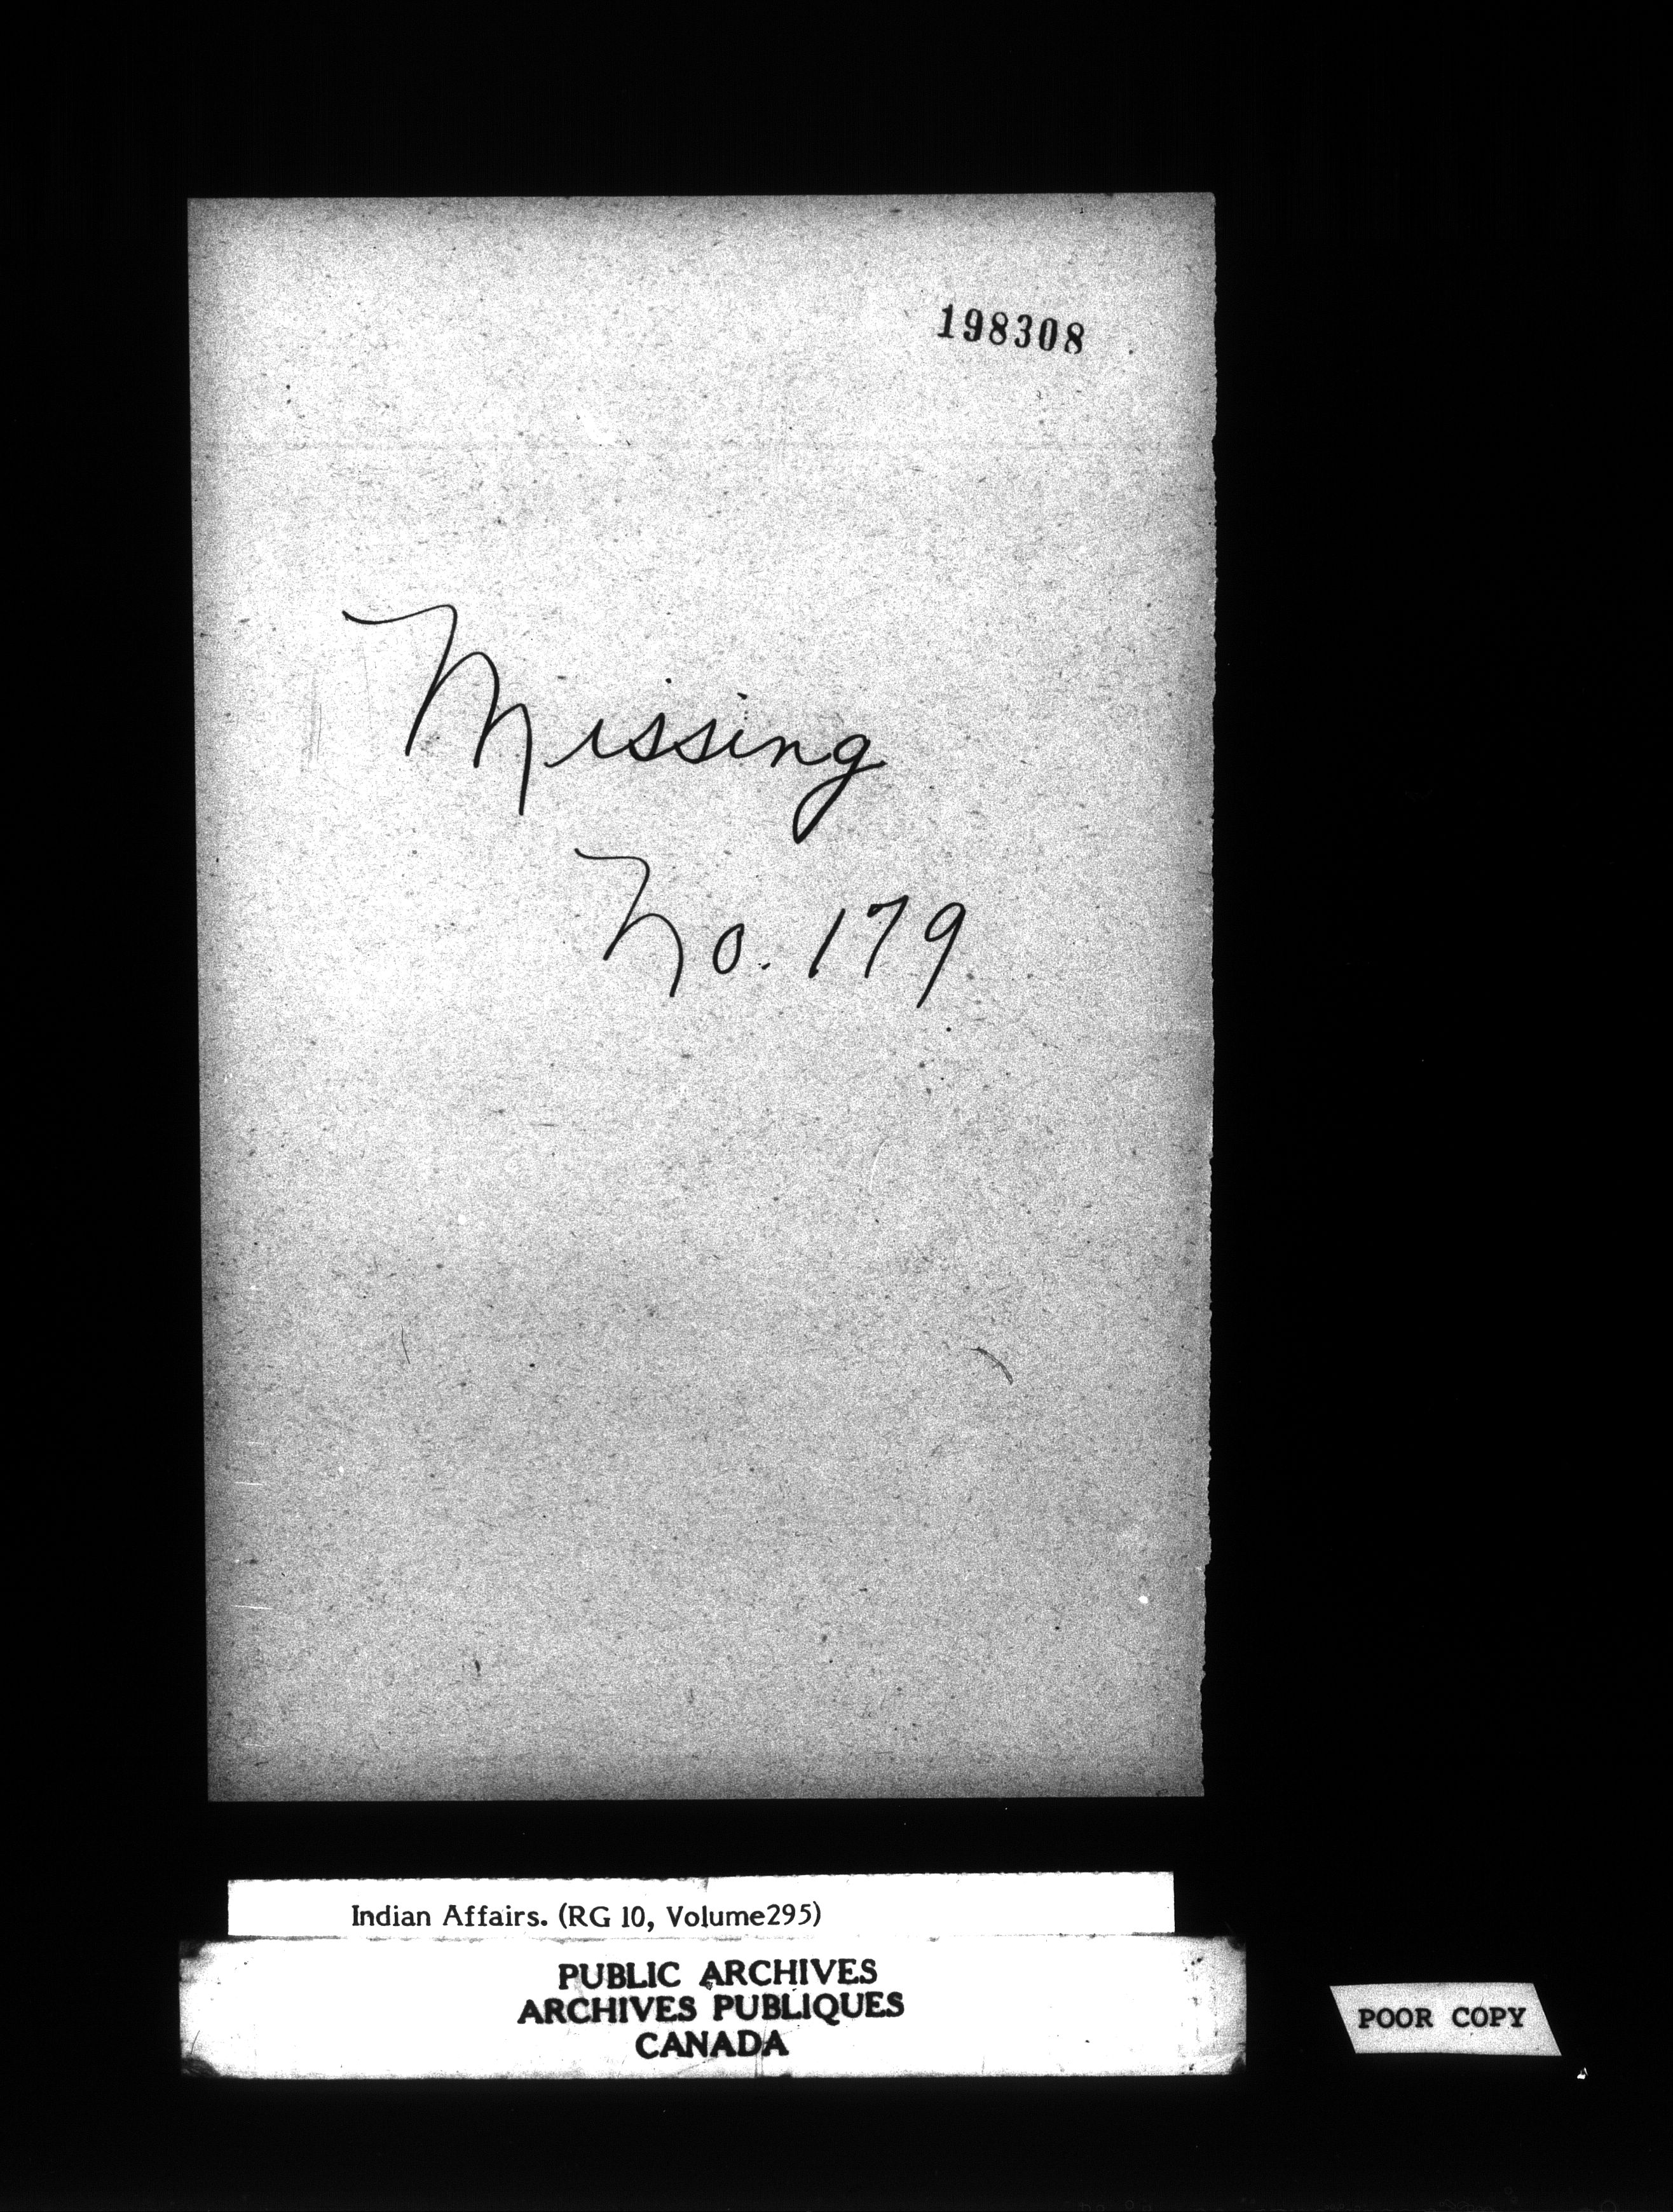 198308
Missing
No. 179
Indian Affairs. (RG 10, Volume295)
PUBLIC ARCHIVES
ARCHIVES PUBLIQUES
CANADA
POOR COPY